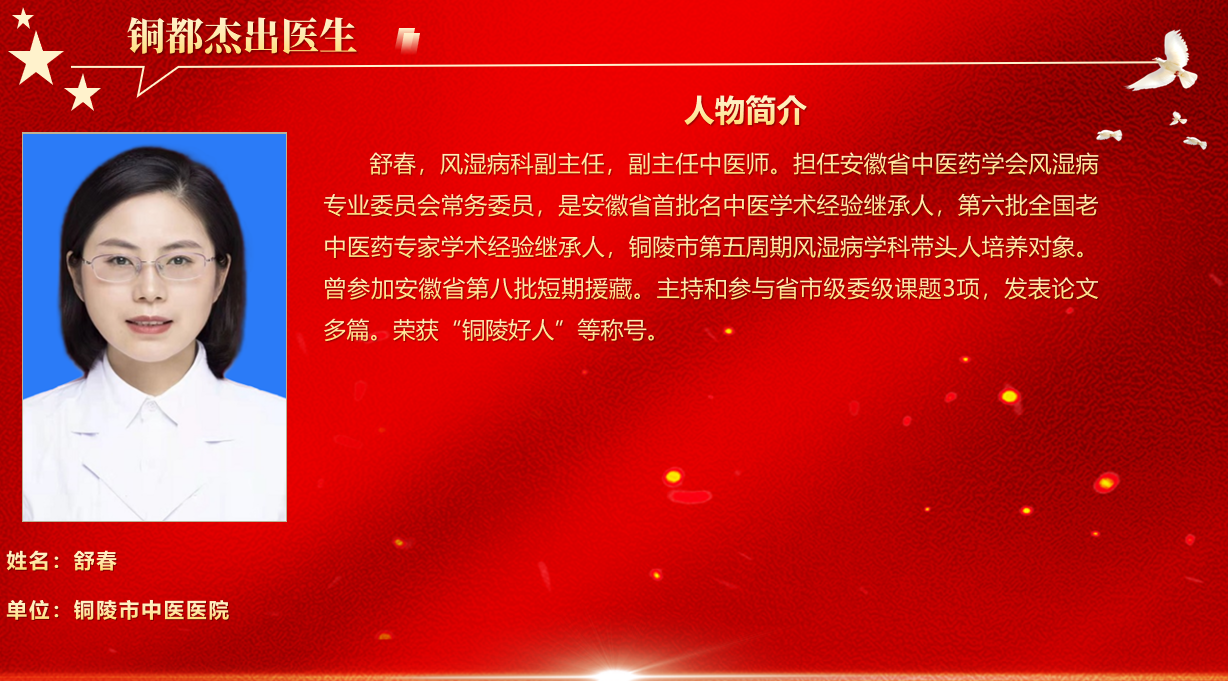 铜都杰出医生
人物简介
舒春，风湿病科副主任，副主任中医师。担任安徽省中医药学会风湿病
专业委员会常务委员，是安徽省首批名中医学术经验继承人，第六批全国老
中医药专家学术经验继承人，铜陵市第五周期风湿病学科带头人培养对象。
曾参加安徽省第八批短期援藏。主持和参与省市级委级课题3项，发表论文
多篇。荣获“铜陵好人”等称号。
姓名：舒春
单位：铜陵市中医医院